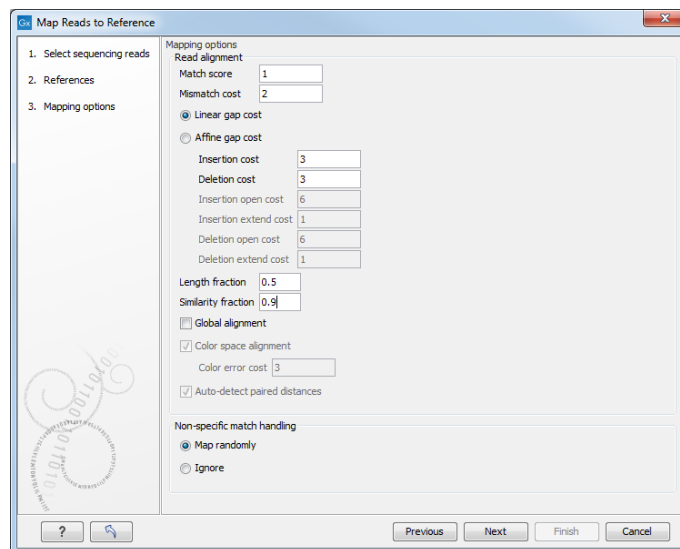 Gx Map Reads to Reference
1. Select sequencing reads
2. References
3. Mapping options
Mapping options
Read alignment
Match score 1
Mismatch cost 2
Linear gap cost
Affine gap cost
Insertion cost 3
Deletion cost 3
Insertion open cost 6
Insertion extend cost 1
Deletion open cost 6
Deletion extend cost 1
Length fraction 0.5
Similarity fraction 0.9
Global alignment
Color space alignment
Color error cost 3
Auto-detect paired distances
Non-specific match handling
Map randomly
Ignore
? Previous Next Finish Cancel